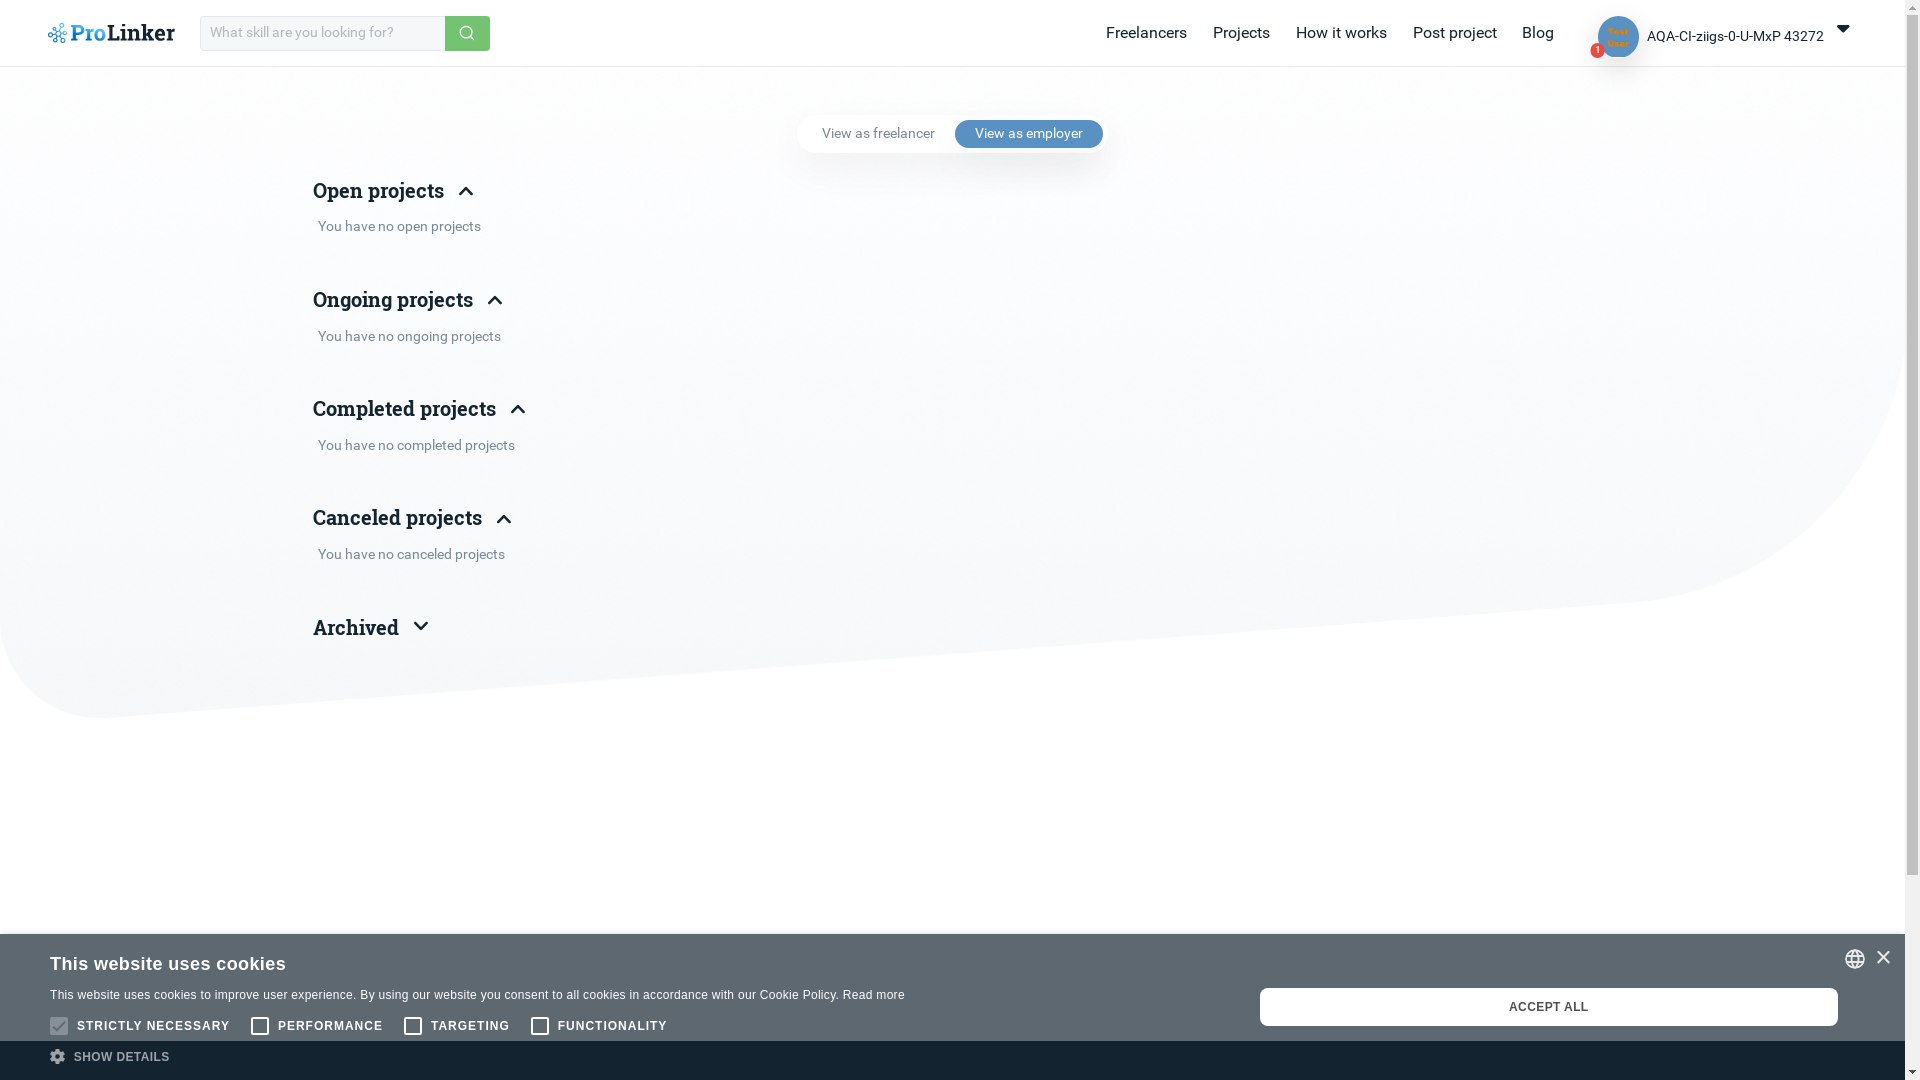 ProLinker
What skill are you looking for?
Freelancers
Projects
How it works
Post project
Blog
Test
User
1
AQA-CI-ziigs-0-U-MxP 43272
View as freelancer
View as employer
Open projects
You have no open projects
Ongoing projects
You have no ongoing projects
Completed projects
You have no completed projects
Canceled projects
You have no canceled projects
Archived
This website uses cookies
This website uses cookies to improve user experience. By using our website you consent to all cookies in accordance with our Cookie Policy. Read more
STRICTLY NECESSARY
PERFORMANCE
TARGETING
FUNCTIONALITY
SHOW DETAILS
ACCEPT ALL